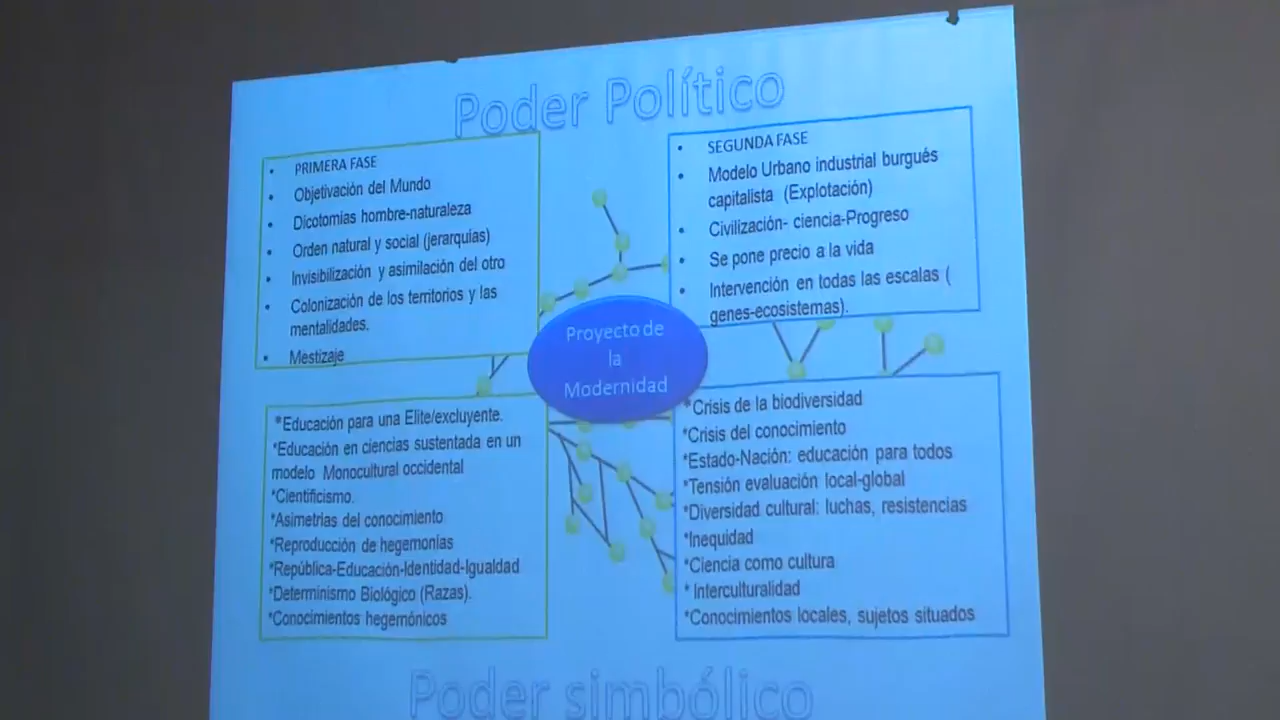 Poder Político
• PRIMERA FASE
• Objetivación del Mundo
• Dicotomias hombre-naturaleza
• Orden natural y social (jerarquías)
• Invisibilización y asimilación del otro
• Colonización de los territorios y las
mentalidades.
• Mestizaje
• SEGUNDA FASE
• Modelo Urbano industrial burgués
capitalista (Explotación)
• Civilización- ciencia-Progreso
• Se pone precio a la vida
• Intervención en todas las escalas (
genes-ecosistemas).
Proyecto de
la
Modernidad
*Educación para una Elite/excluyente.
*Educación en ciencias sustentada en un
modelo Monocultural occidental
*Cientificismo.
*Asimetrías del conocimiento
*Reproducción de hegemonías
*República-Educación-Identidad-Igualdad
*Determinismo Biológico (Razas).
*Conocimientos hegemónicos
*Crisis de la biodiversidad
*Crisis del conocimiento
*Estado-Nación: educación para todos
*Tensión evaluación local-global
*Diversidad cultural: luchas, resistencias
*Inequidad
*Ciencia como cultura
* Interculturalidad
*Conocimientos locales, sujetos situados
Poder simbólico